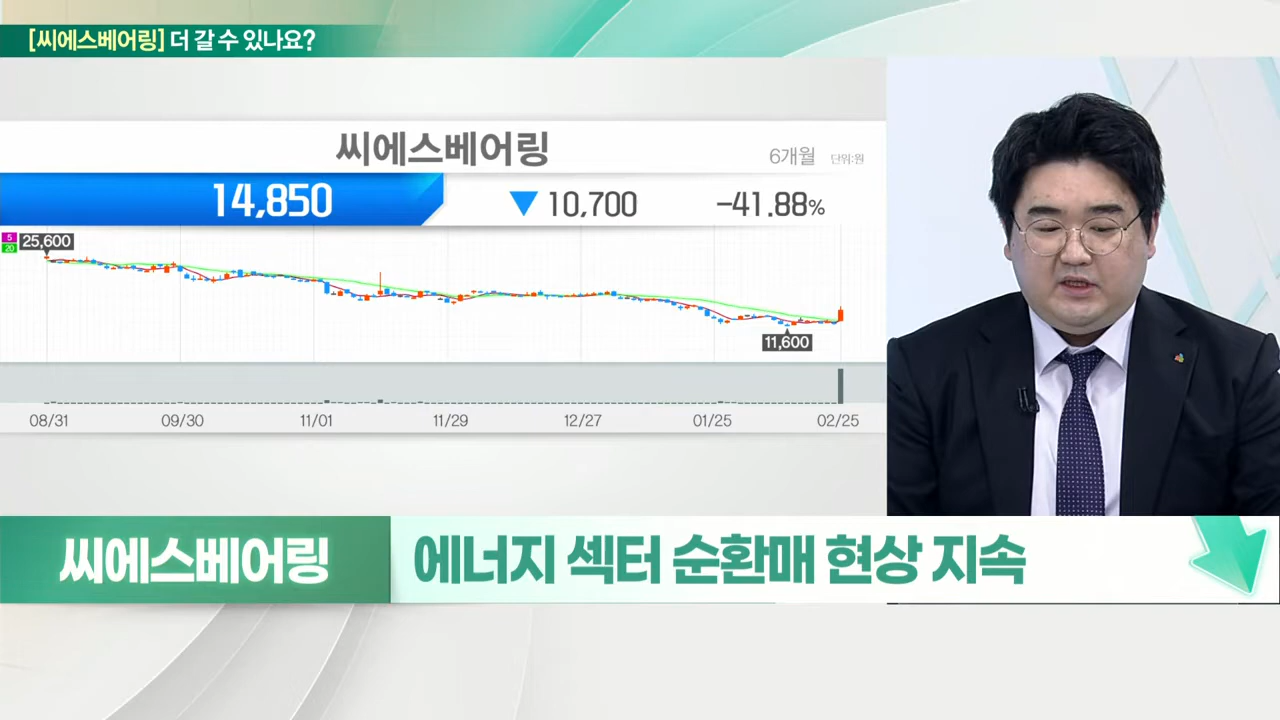 [씨에스베어링] 더 갈 수 있나요?
씨에스베어링
6개월 단위:원
14,850 ▼ 10,700 -41.88%
5
20
25,600
11,600
08/31 09/30 11/01 11/29 12/27 01/25 02/25
씨에스베어링 에너지 섹터 순환매 현상 지속